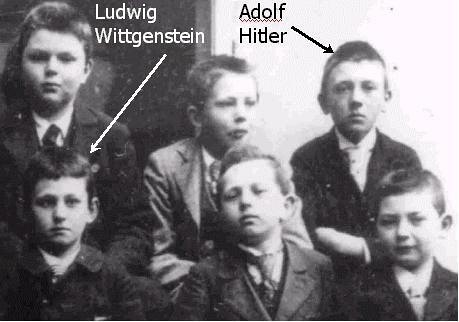 Ludwig
Wittgenstein
Adolf
Hitler